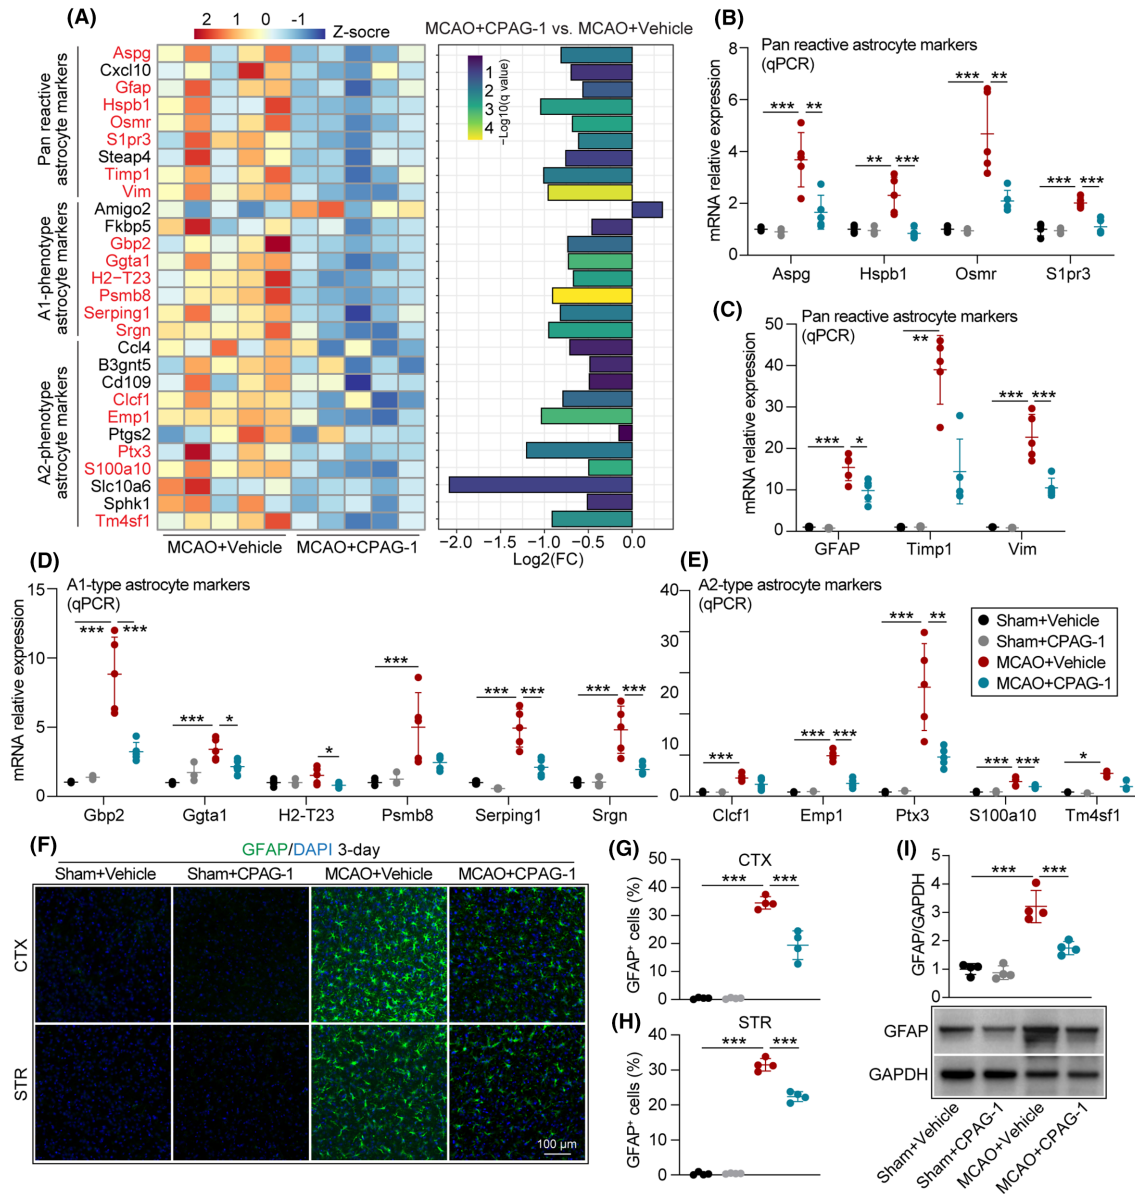 (A)
2 1 0 -1
Z-socre
MCAO+CPAG-1 vs. MCAO+Vehicle
Pan reactive
astrocyte markers
Aspg
Cxcl10
Gfap
Hspb1
Osmr
S1pr3
Steap4
Timp1
Vim
A1-phenotype
astrocyte markers
Amigo2
Fkbp5
Gbp2
Ggta1
H2-T23
Psmb8
Serping1
Srgn
A2-phenotype
astrocyte markers
Ccl4
B3gnt5
Cd109
Clcf1
Emp1
Ptgs2
Ptx3
S100a10
Slc10a6
Sphk1
Tm4sf1
MCAO+Vehicle MCAO+CPAG-1
1
2
3
4
-Log10(q value)
-2.0 -1.5 -1.0 -0.5 0.0
Log2(FC)
(B)
Pan reactive astrocyte markers
(qPCR)
mRNA relative expression
8
6
4
2
0
*** **
** ***
*** **
*** ***
Aspg Hspb1 Osmr S1pr3
(C)
Pan reactive astrocyte markers
(qPCR)
mRNA relative expression
50
40
30
20
10
0
*** *
**
*** ***
GFAP Timp1 Vim
(D)
A1-type astrocyte markers
(qPCR)
mRNA relative expression
15
10
5
0
*** ***
*** *
*
***
*** ***
*** ***
Gbp2 Ggta1 H2-T23 Psmb8 Serping1 Srgn
(E)
A2-type astrocyte markers
(qPCR)
40
30
20
10
0
***
*** ***
*** **
*** ***
*
Clcf1 Emp1 Ptx3 S100a10 Tm4sf1
Sham+Vehicle
Sham+CPAG-1
MCAO+Vehicle
MCAO+CPAG-1
(F)
GFAP/DAPI 3-day
Sham+Vehicle Sham+CPAG-1 MCAO+Vehicle MCAO+CPAG-1
CTX
STR
100 μm
(G)
CTX
GFAP+ cells (%)
50
40
30
20
10
0
*** ***
(H)
STR
GFAP+ cells (%)
40
30
20
10
0
*** ***
(I)
GFAP/GAPDH
5
4
3
2
1
0
*** ***
GFAP
GAPDH
Sham+Vehicle
Sham+CPAG-1
MCAO+Vehicle
MCAO+CPAG-1